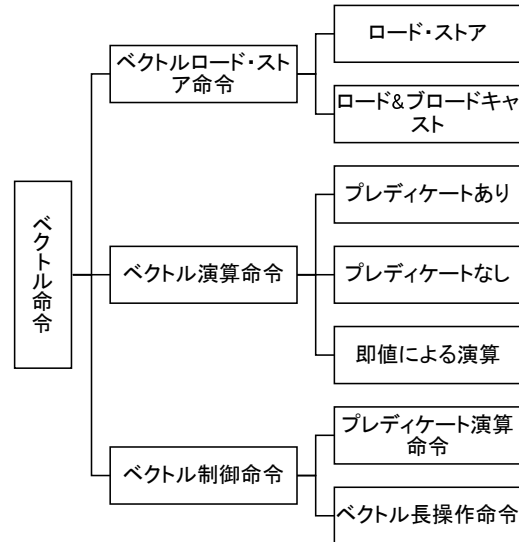 ベクトル命令
ベクトルロード・スト
ア命令
ロード・ストア
ロード&ブロードキャ
スト
ベクトル演算命令
プレディケートあり
プレディケートなし
即値による演算
ベクトル制御命令
プレディケート演算
命令
ベクトル長操作命令